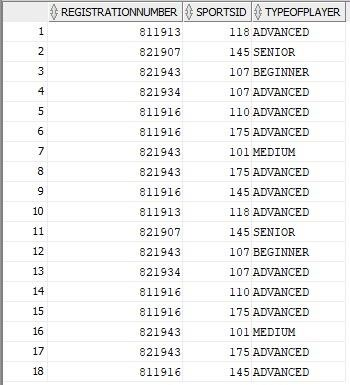 REGISTRATIONNUMBER SPORTSID TYPEOFPLAYER
1 811913 118 ADVANCED
2 821907 145 SENIOR
3 821943 107 BEGINNER
4 821934 107 ADVANCED
5 811916 110 ADVANCED
6 811916 175 ADVANCED
7 821943 101 MEDIUM
8 821943 175 ADVANCED
9 811916 145 ADVANCED
10 811913 118 ADVANCED
11 821907 145 SENIOR
12 821943 107 BEGINNER
13 821934 107 ADVANCED
14 811916 110 ADVANCED
15 811916 175 ADVANCED
16 821943 101 MEDIUM
17 821943 175 ADVANCED
18 811916 145 ADVANCED